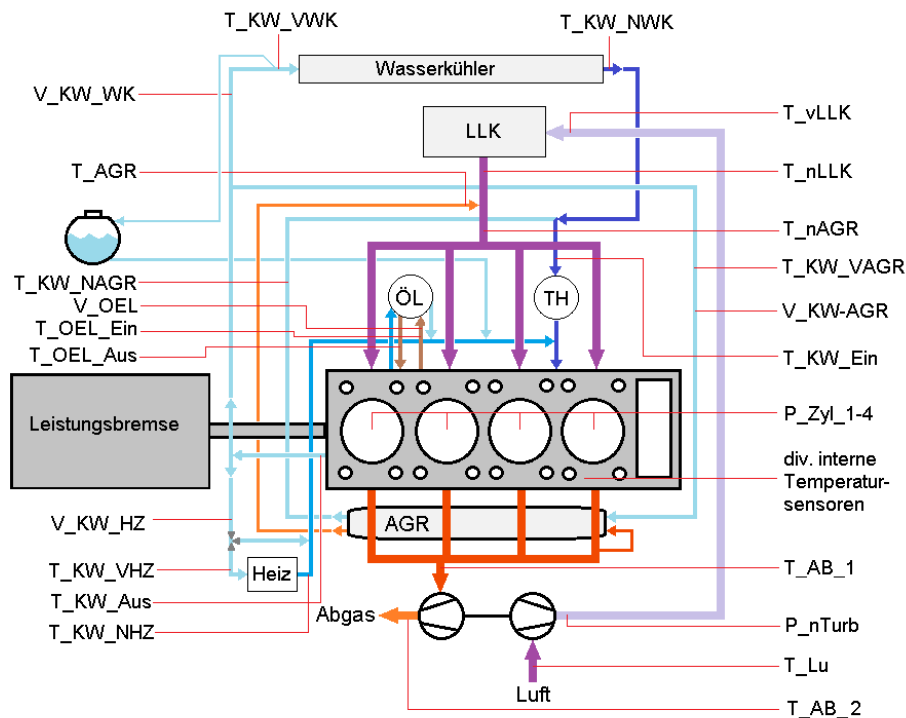 T_KW_VWK
T_KW_NWK
Wasserkühler
V_KW_WK
T_vLLK
LLK
T_AGR
T_nLLK
T_nAGR
T_KW_NAGR
T_KW_VAGR
V_OEL
ÖL
TH
V_KW-AGR
T_OEL_Ein
T_OEL_Aus
T_KW_Ein
Leistungsbremse
P_Zyl_1-4
div. interne
Temperatur-
sensoren
V_KW_HZ
AGR
T_KW_VHZ
Heiz
T_AB_1
T_KW_Aus
Abgas
T_KW_NHZ
P_nTurb
T_Lu
Luft
T_AB_2